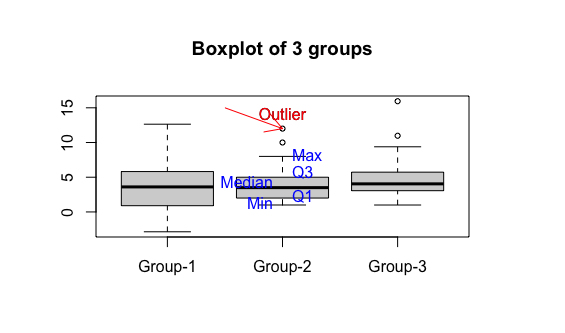 Boxplot of 3 groups
15
10
5
0
Outlier
Max
Q3
Median
Q1
Min
Group-1 Group-2 Group-3